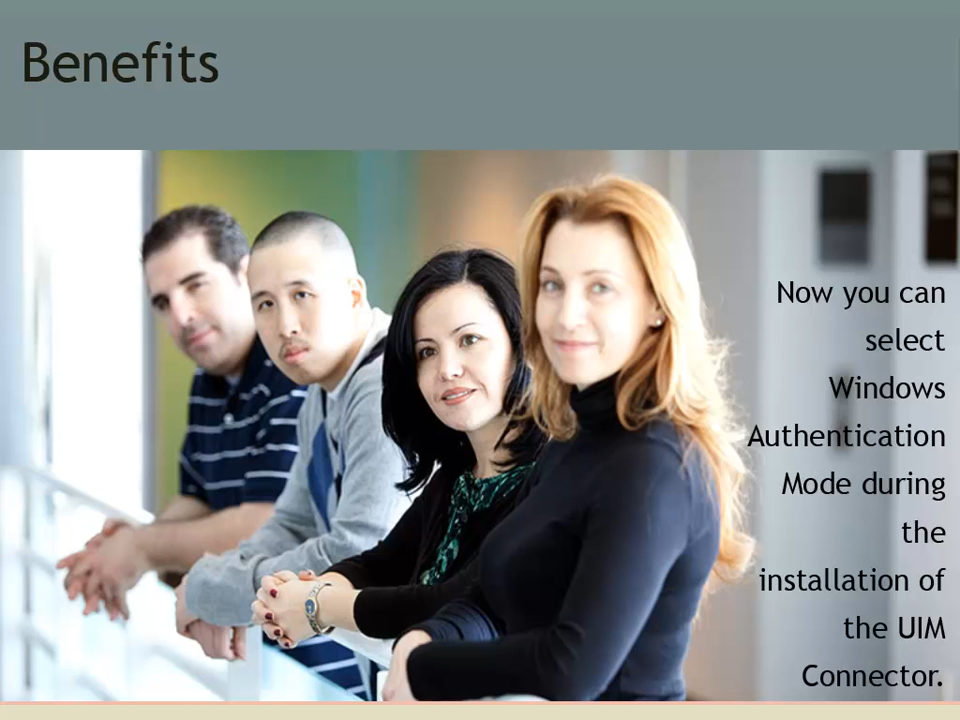 Benefits
Now you can
select
Windows
Authentication
Mode during
the
installation of
the UIM
Connector.